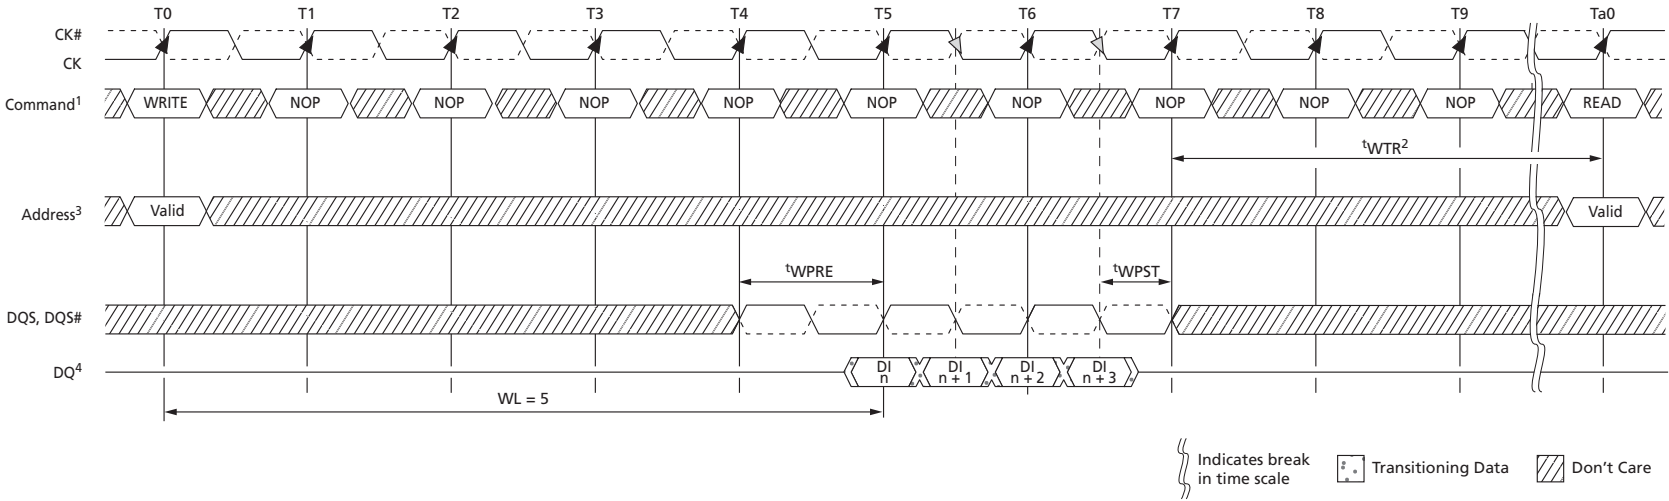 T0 T1 T2 T3 T4 T5 T6 T7 T8 T9 Ta0
CK#
CK
Command¹ WRITE NOP NOP NOP NOP NOP NOP NOP NOP NOP READ
tWTR²
Address³ Valid Valid
tWPRE tWPST
DQS, DQS#
DQ⁴ DI n DI n + 1 DI n + 2 DI n + 3
WL = 5
Indicates break in time scale
Transitioning Data
Don't Care